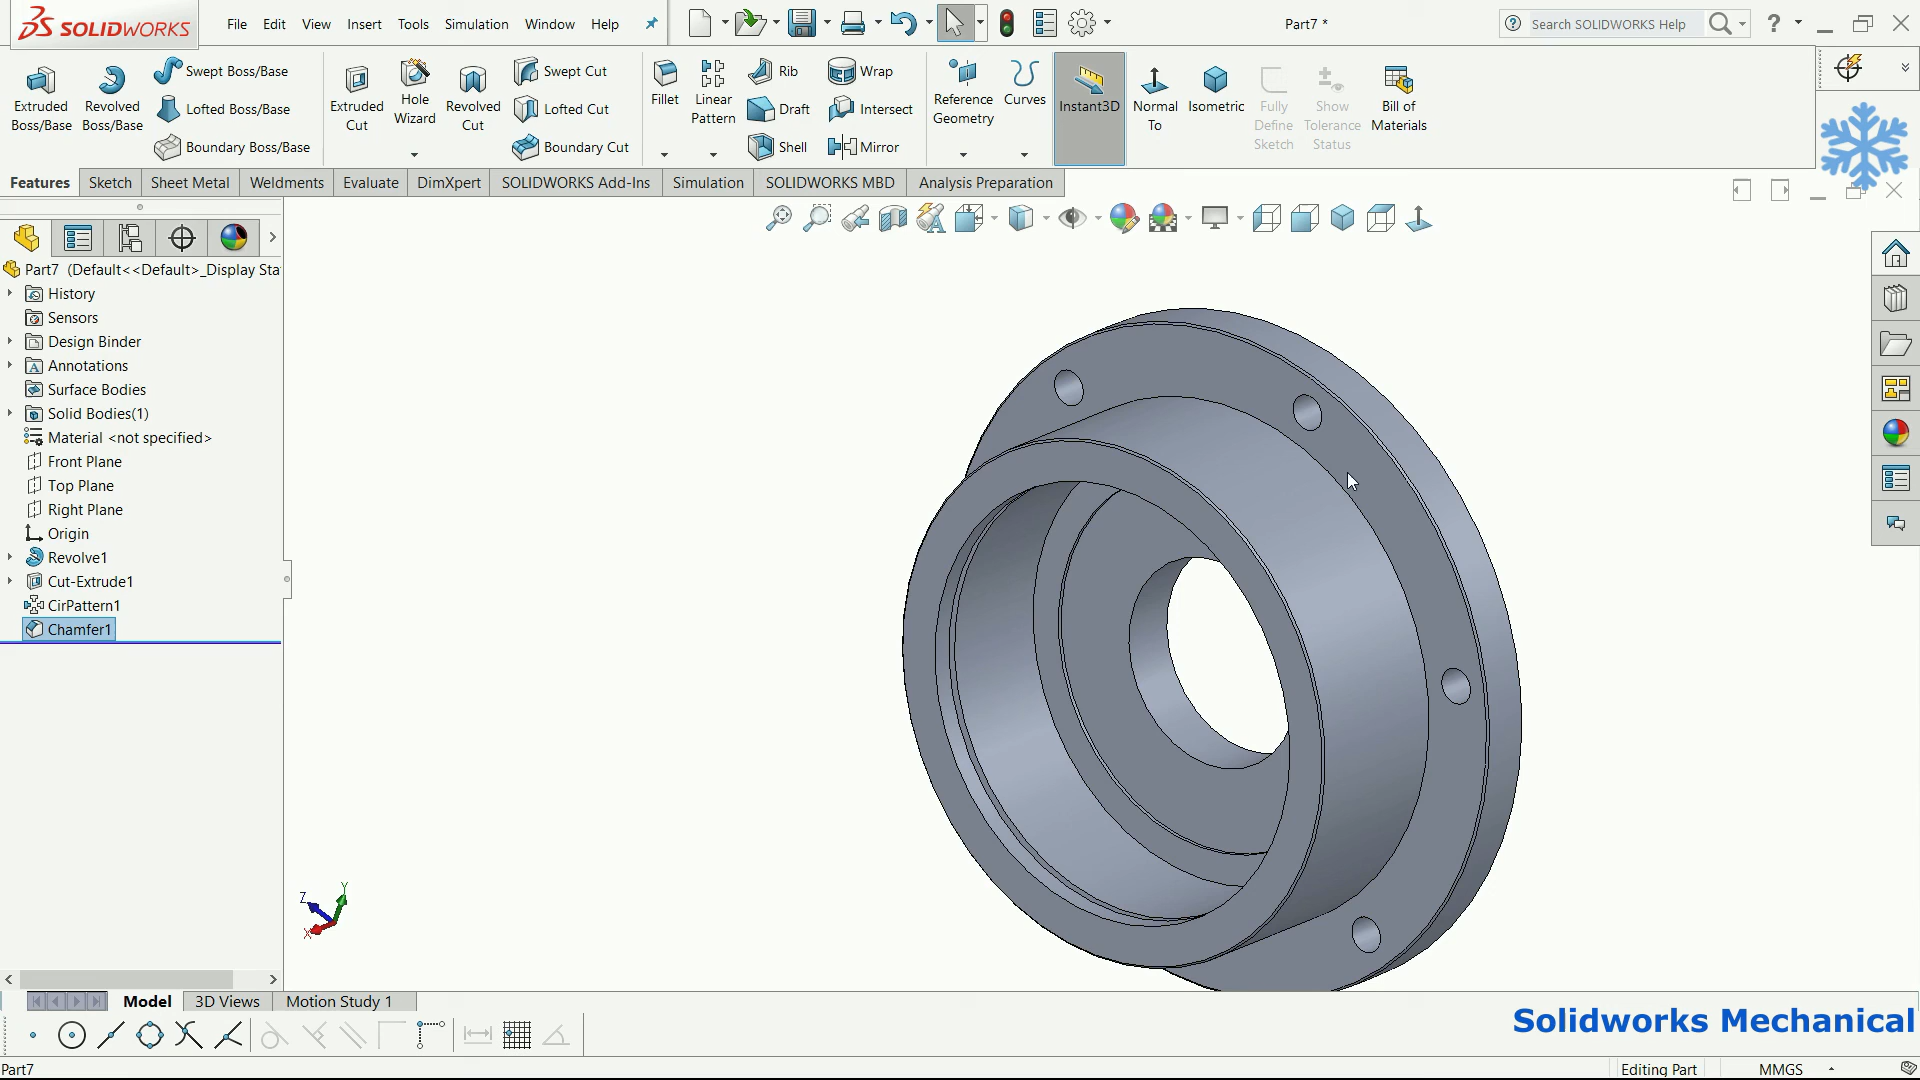 SOLIDWORKS
File Edit View Insert Tools Simulation Window Help
Part7 *
Search SOLIDWORKS Help
?
Extruded Boss/Base
Revolved Boss/Base
Swept Boss/Base
Lofted Boss/Base
Boundary Boss/Base
Extruded Cut
Hole Wizard
Revolved Cut
Swept Cut
Lofted Cut
Boundary Cut
Fillet
Linear Pattern
Rib
Draft
Shell
Wrap
Intersect
Mirror
Reference Geometry
Curves
Instant3D
Normal To
Isometric
Fully Define Sketch
Show Tolerance Status
Bill of Materials
Features Sketch Sheet Metal Weldments Evaluate DimXpert SOLIDWORKS Add-Ins Simulation SOLIDWORKS MBD Analysis Preparation
Part7 (Default<<Default>_Display Sta
History
Sensors
Design Binder
Annotations
Surface Bodies
Solid Bodies(1)
Material <not specified>
Front Plane
Top Plane
Right Plane
Origin
Revolve1
Cut-Extrude1
CirPattern1
Chamfer1
Y
Z
X
Model 3D Views Motion Study 1
Solidworks Mechanical
Part7
Editing Part MMGS